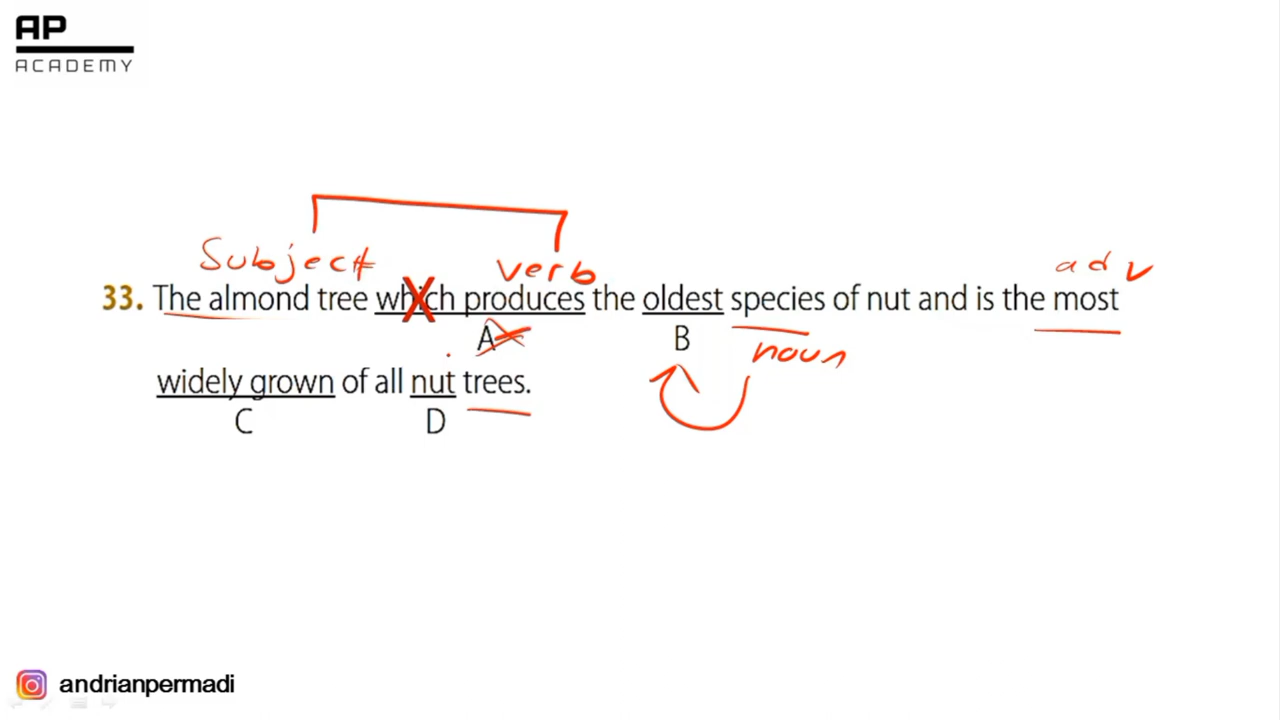 AP
ACADEMY
Subject verb adv
33. The almond tree which produces the oldest species of nut and is the most
A B noun
widely grown of all nut trees.
C D
andrianpermadi